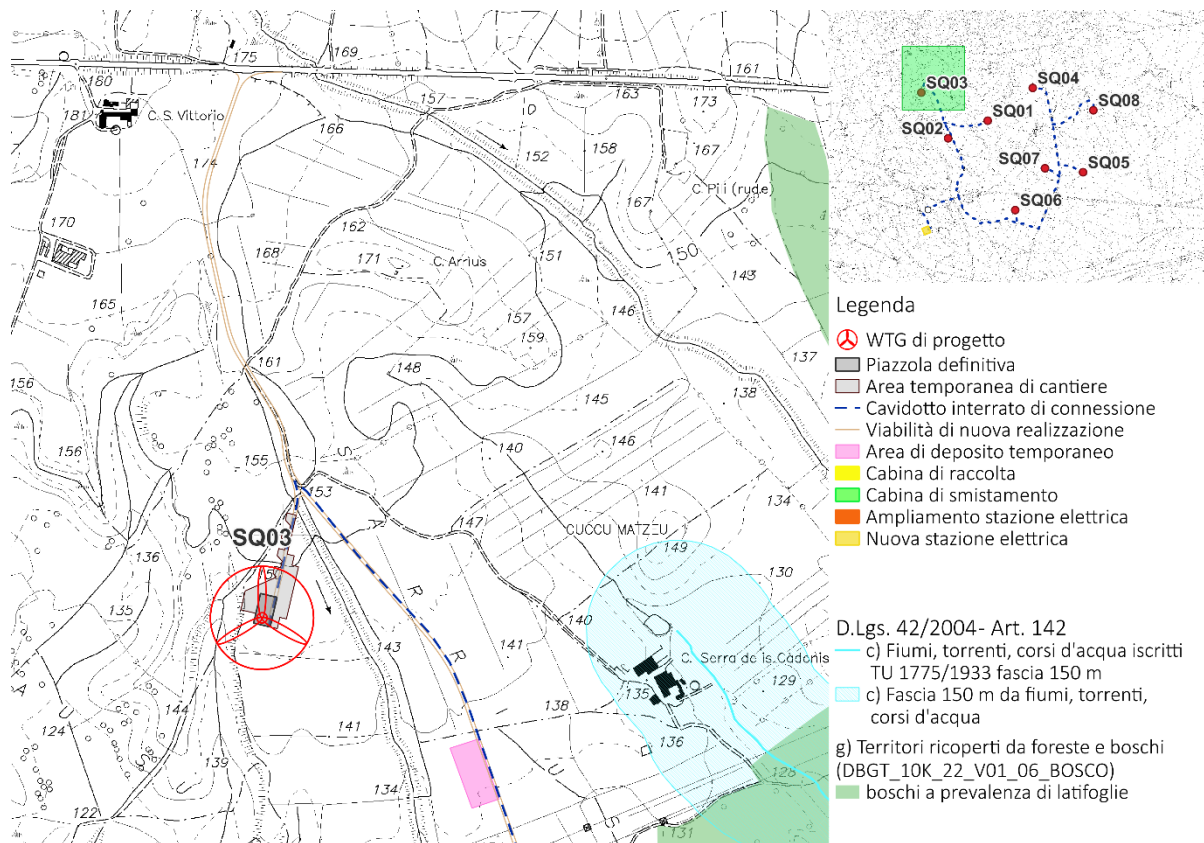 175
169
180
161
163
173
157
181
C. S. Vittorio
166
152
158
167
C. P i i (rud.e)
167
170
162
150
168
171
C. Arrius
151
143
165
146
157
159
137
161
148
138
156
145
140
146
156
155
S
153
141
134
A
147
SQ03
CUCCU MATZEU
149
136
R
130
135
140
143
R
141
C. Serra de is Cadonis
129
135
144
138
U
136
124
141
139
128
134
S
122
131
SQ03
SQ04
SQ08
SQ01
SQ02
SQ07
SQ05
SQ06
Legenda
WTG di progetto
Piazzola definitiva
Area temporanea di cantiere
Cavidotto interrato di connessione
Viabilità di nuova realizzazione
Area di deposito temporaneo
Cabina di raccolta
Cabina di smistamento
Ampliamento stazione elettrica
Nuova stazione elettrica
D.Lgs. 42/2004- Art. 142
c) Fiumi, torrenti, corsi d'acqua iscritti
TU 1775/1933 fascia 150 m
c) Fascia 150 m da fiumi, torrenti,
corsi d'acqua
g) Territori ricoperti da foreste e boschi
(DBGT_10K_22_V01_06_BOSCO)
boschi a prevalenza di latifoglie